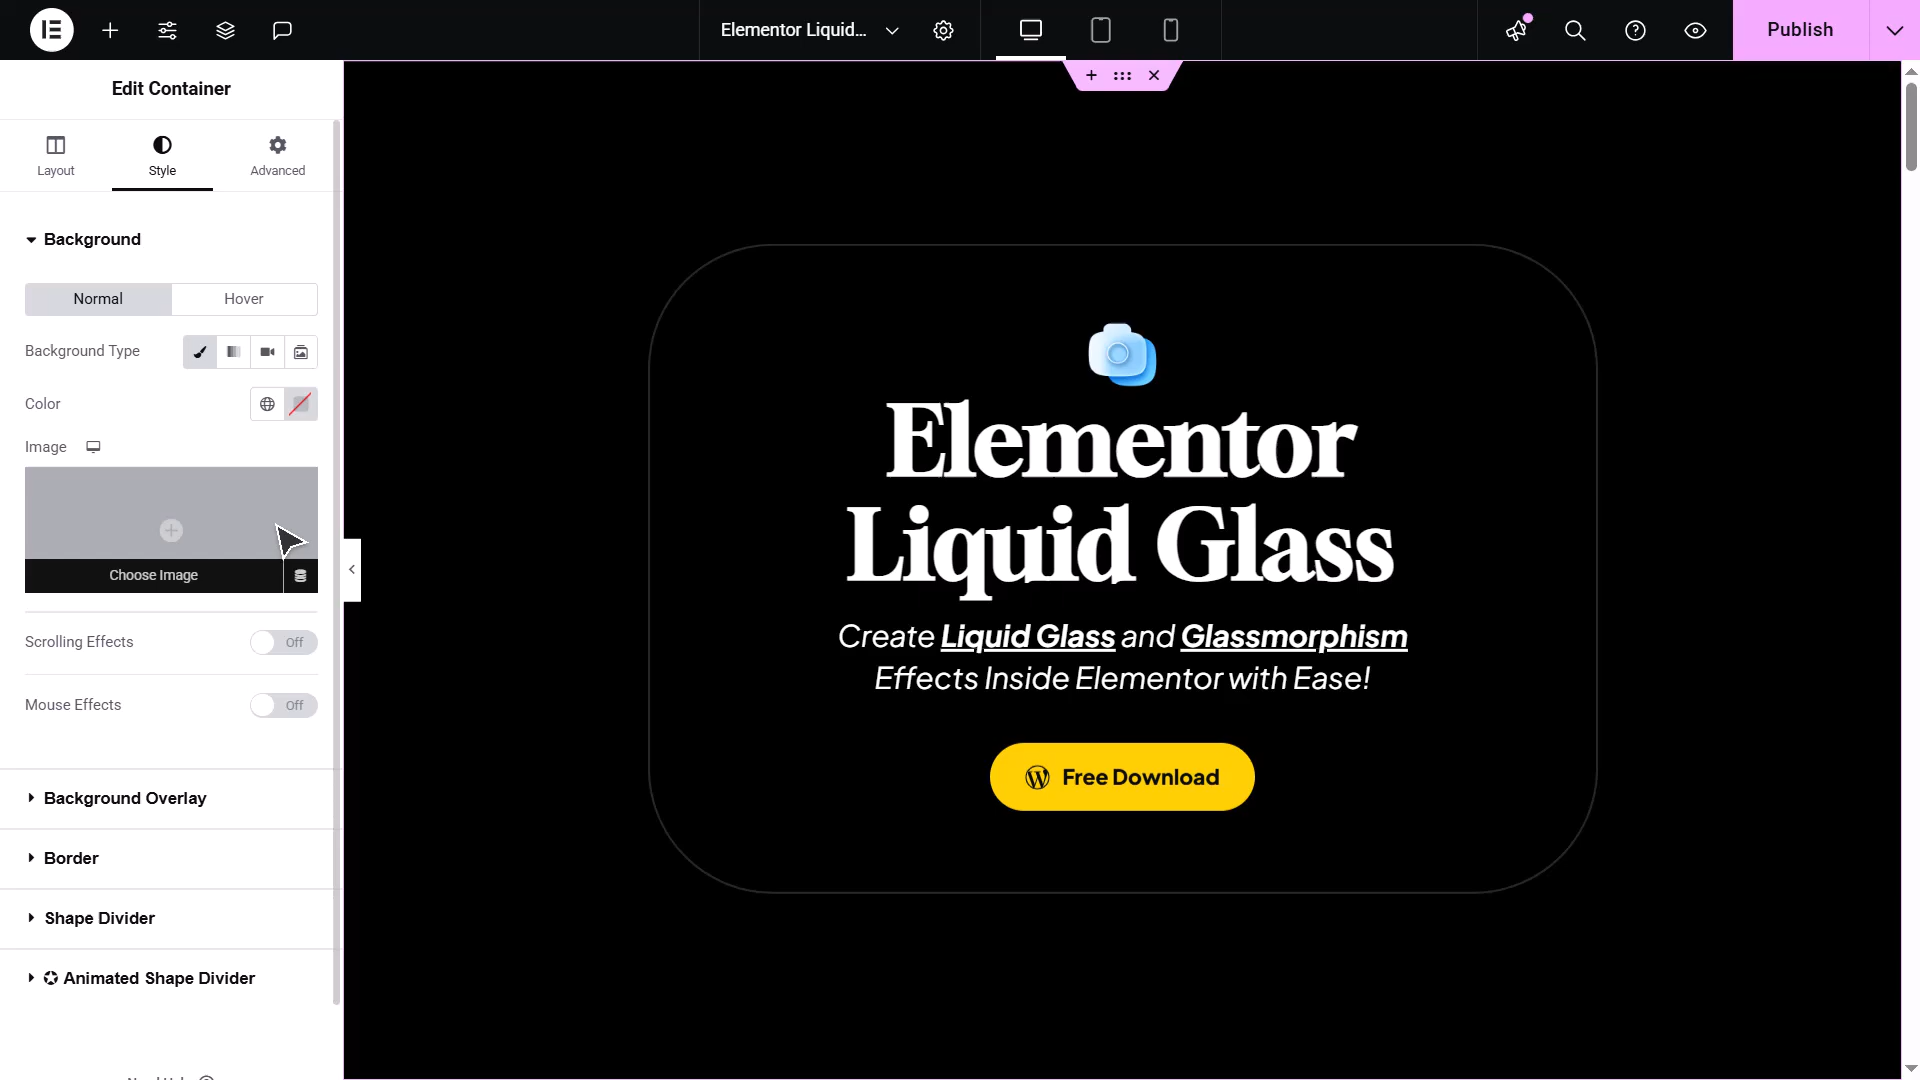 Elementor Liquid...
Publish
Edit Container
Layout
Style
Advanced
Background
Normal
Hover
Background Type
Color
Image
Choose Image
Scrolling Effects
Off
Mouse Effects
Off
Background Overlay
Border
Shape Divider
Animated Shape Divider
Elementor
Liquid Glass
Create Liquid Glass and Glassmorphism
Effects Inside Elementor with Ease!
Free Download